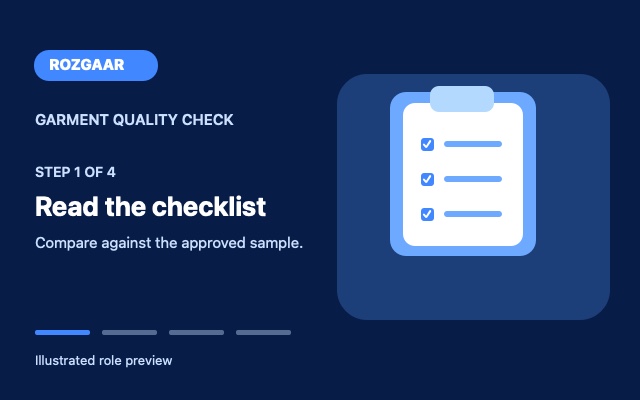 ROZGAAR
GARMENT QUALITY CHECK
STEP 1 OF 4
Read the checklist
Compare against the approved sample.
Illustrated role preview